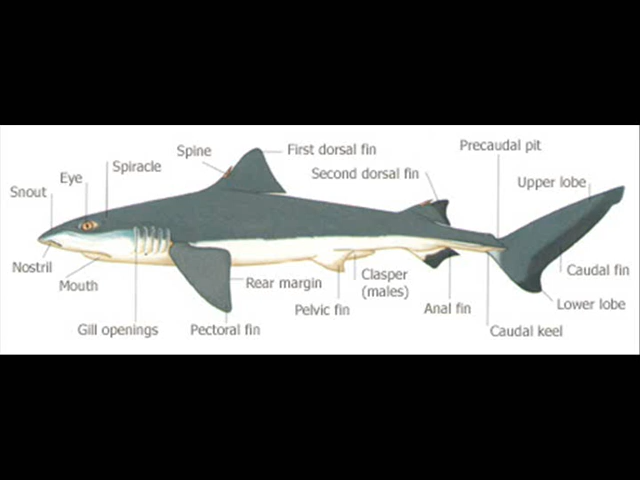 Precaudal pit
Spine
First dorsal fin
Spiracle
Second dorsal fin
Eye
Upper lobe
Snout
Nostril
Caudal fin
Clasper
(males)
Mouth
Rear margin
Lower lobe
Pelvic fin
Anal fin
Gill openings
Pectoral fin
Caudal keel